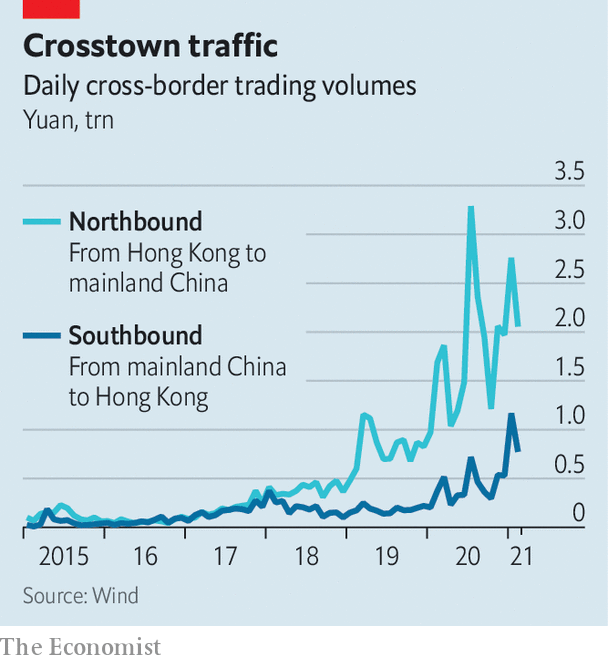 Crosstown traffic
Daily cross-border trading volumes
Yuan, trn
3.5
Northbound
From Hong Kong to
mainland China
3.0
2.5
Southbound
From mainland China
to Hong Kong
2.0
1.5
1.0
0.5
0
2015 16 17 18 19 20 21
Source: Wind
The Economist